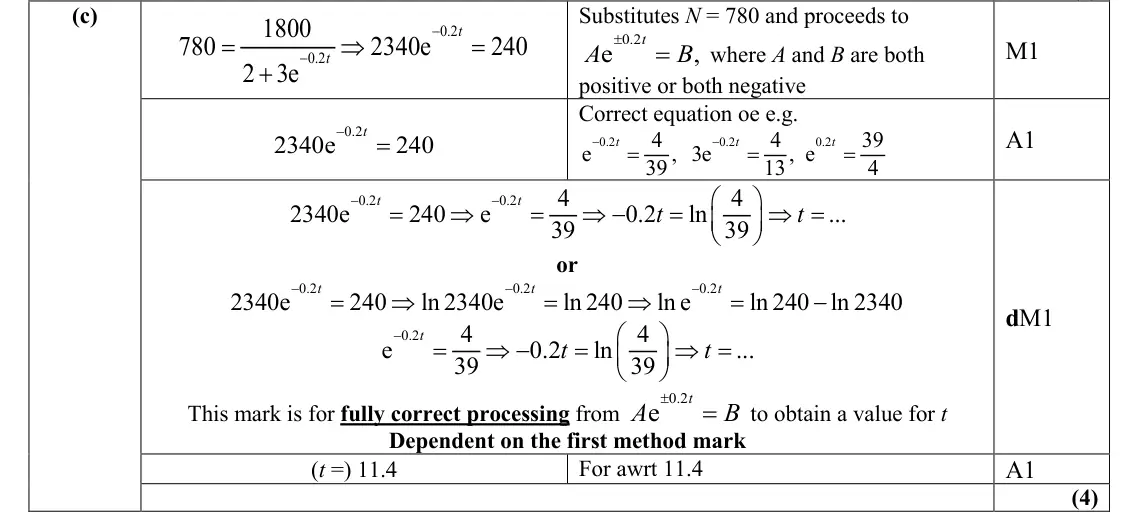 (c)
780 = 1800 / (2 + 3e^(−0.2t)) ⇒ 2340e^(−0.2t) = 240
Substitutes N = 780 and proceeds to
Ae^(±0.2t) = B, where A and B are both
positive or both negative
M1
2340e^(−0.2t) = 240
Correct equation oe e.g.
e^(−0.2t) = 4/39, 3e^(−0.2t) = 4/13, e^(0.2t) = 39/4
A1
2340e^(−0.2t) = 240 ⇒ e^(−0.2t) = 4/39 ⇒ −0.2t = ln(4/39) ⇒ t = ...
or
2340e^(−0.2t) = 240 ⇒ ln 2340e^(−0.2t) = ln 240 ⇒ ln e^(−0.2t) = ln 240 − ln 2340
e^(−0.2t) = 4/39 ⇒ −0.2t = ln(4/39) ⇒ t = ...
This mark is for fully correct processing from Ae^(±0.2t) = B to obtain a value for t
Dependent on the first method mark
dM1
(t =) 11.4
For awrt 11.4
A1
(4)